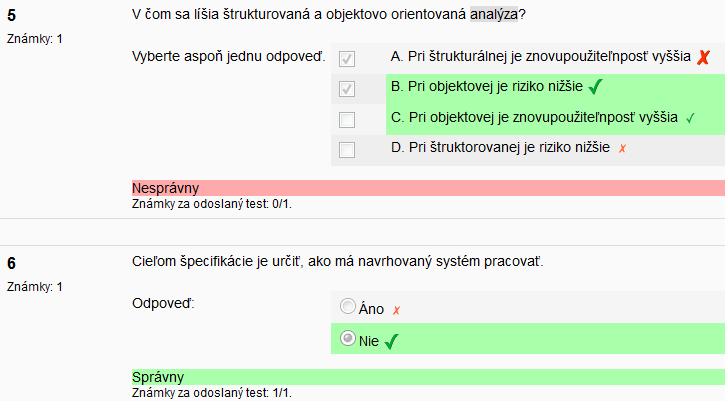 5
V čom sa líšia štrukturovaná a objektovo orientovaná analýza?
Známky: 1
Vyberte aspoň jednu odpoveď.
A. Pri štrukturálnej je znovupoužiteľnposť vyššia
B. Pri objektovej je riziko nižšie
C. Pri objektovej je znovupoužiteľnposť vyššia
D. Pri štruktorovanej je riziko nižšie
Nesprávny
Známky za odoslaný test: 0/1.
6
Cieľom špecifikácie je určiť, ako má navrhovaný systém pracovať.
Známky: 1
Odpoveď:
Áno
Nie
Správny
Známky za odoslaný test: 1/1.